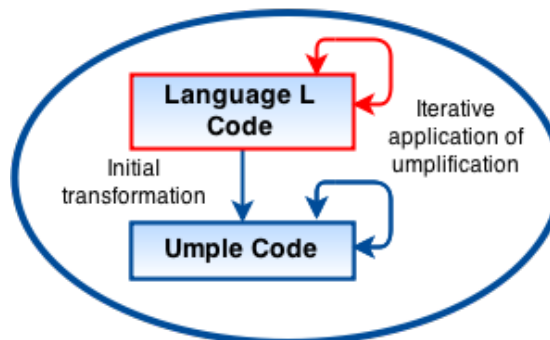 Language L
Code
Iterative
application of
umplification
Initial
transformation
Umple Code